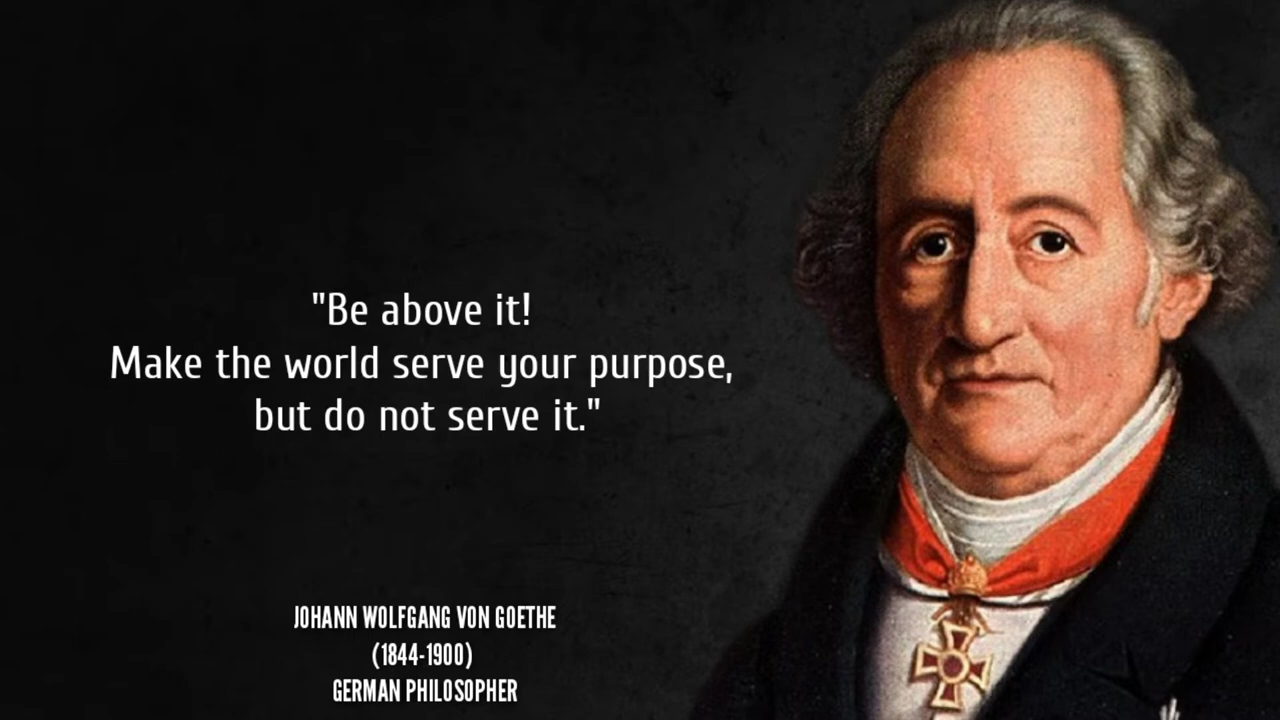 "Be above it!
Make the world serve your purpose,
but do not serve it."
JOHANN WOLFGANG VON GOETHE
(1844-1900)
GERMAN PHILOSOPHER